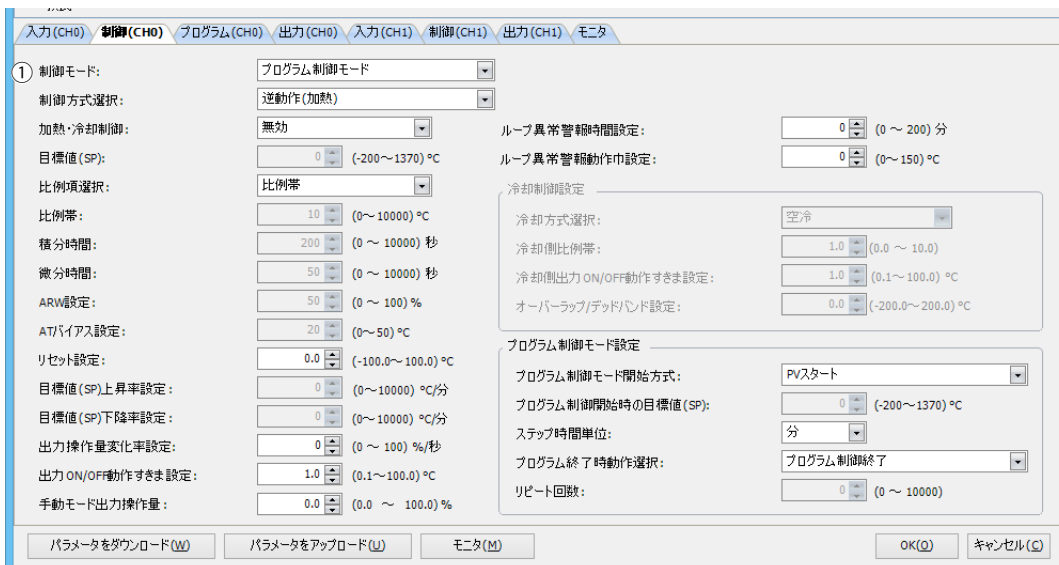 入力(CH0) 制御(CH0) プログラム(CH0) 出力(CH0) 入力(CH1) 制御(CH1) 出力(CH1) モニタ
① 制御モード: プログラム制御モード
制御方式選択: 逆動作(加熱)
加熱・冷却制御: 無効
目標値(SP): 0 (-200～1370) °C
比例項選択: 比例帯
比例帯: 10 (0～10000) °C
積分時間: 200 (0 ～ 10000) 秒
微分時間: 50 (0 ～ 10000) 秒
ARW設定: 50 (0 ～ 100) %
ATバイアス設定: 20 (0～50) °C
リセット設定: 0.0 (-100.0～100.0) °C
目標値(SP)上昇率設定: 0 (0～10000) °C/分
目標値(SP)下降率設定: 0 (0～10000) °C/分
出力操作量変化率設定: 0 (0 ～ 100) %/秒
出力 ON/OFF動作すきま設定: 1.0 (0.1～100.0) °C
手動モード出力操作量: 0.0 (0.0 ～ 100.0) %
ループ異常警報時間設定: 0 (0 ～ 200) 分
ループ異常警報動作巾設定: 0 (0～150) °C
冷却制御設定
冷却方式選択: 空冷
冷却側比例帯: 1.0 (0.0 ～ 10.0)
冷却側出力 ON/OFF動作すきま設定: 1.0 (0.1～100.0) °C
オーバーラップ/デッドバンド設定: 0.0 (-200.0～200.0) °C
プログラム制御モード設定
プログラム制御モード開始方式: PVスタート
プログラム制御開始時の目標値(SP): 0 (-200～1370) °C
ステップ時間単位: 分
プログラム終了時動作選択: プログラム制御終了
リピート回数: 0 (0 ～ 10000)
パラメータをダウンロード(W) パラメータをアップロード(U) モニタ(M) OK(O) キャンセル(C)